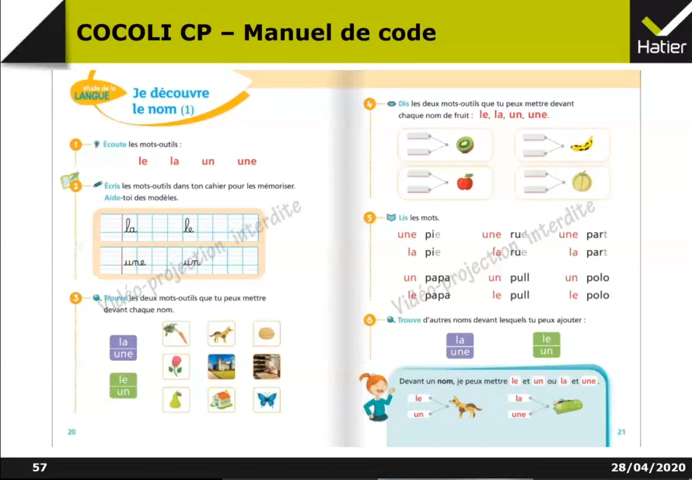 COCOLI CP – Manuel de code
Hatier
étude de la
LANGUE
Je découvre
le nom (1)
1 Écoute les mots-outils :
le la un une
2 Écris les mots-outils dans ton cahier pour les mémoriser.
Aide-toi des modèles.
la le
une un
3 Trouve les deux mots-outils que tu peux mettre
devant chaque nom.
la
une
le
un
20
4 Dis les deux mots-outils que tu peux mettre devant
chaque nom de fruit : le, la, un, une.
5 Lis les mots.
une pie une rue une part
la pie la rue la part
un papa un pull un polo
le papa le pull le polo
6 Trouve d'autres noms devant lesquels tu peux ajouter :
la
une
le
un
Devant un nom, je peux mettre le et un ou la et une.
le la
un une
21
Vidéo-projection interdite
Vidéo-projection interdite
57
28/04/2020